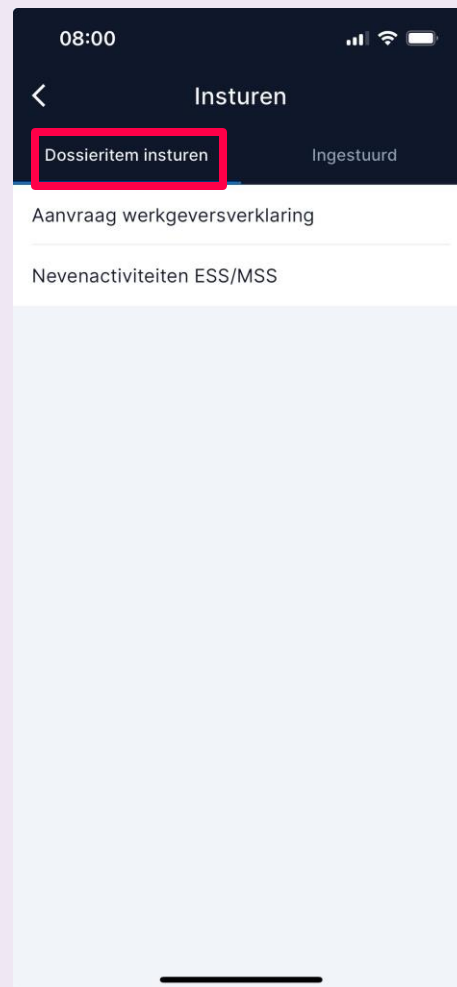 08:00
Insturen
Dossieritem insturen
Ingestuurd
Aanvraag werkgeversverklaring
Nevenactiviteiten ESS/MSS